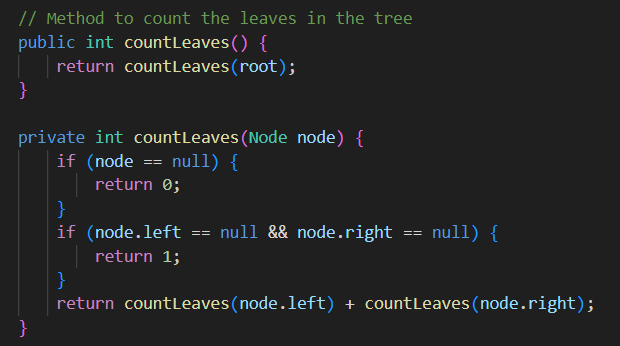 // Method to count the leaves in the tree
public int countLeaves() {
    return countLeaves(root);
}

private int countLeaves(Node node) {
    if (node == null) {
        return 0;
    }
    if (node.left == null && node.right == null) {
        return 1;
    }
    return countLeaves(node.left) + countLeaves(node.right);
}